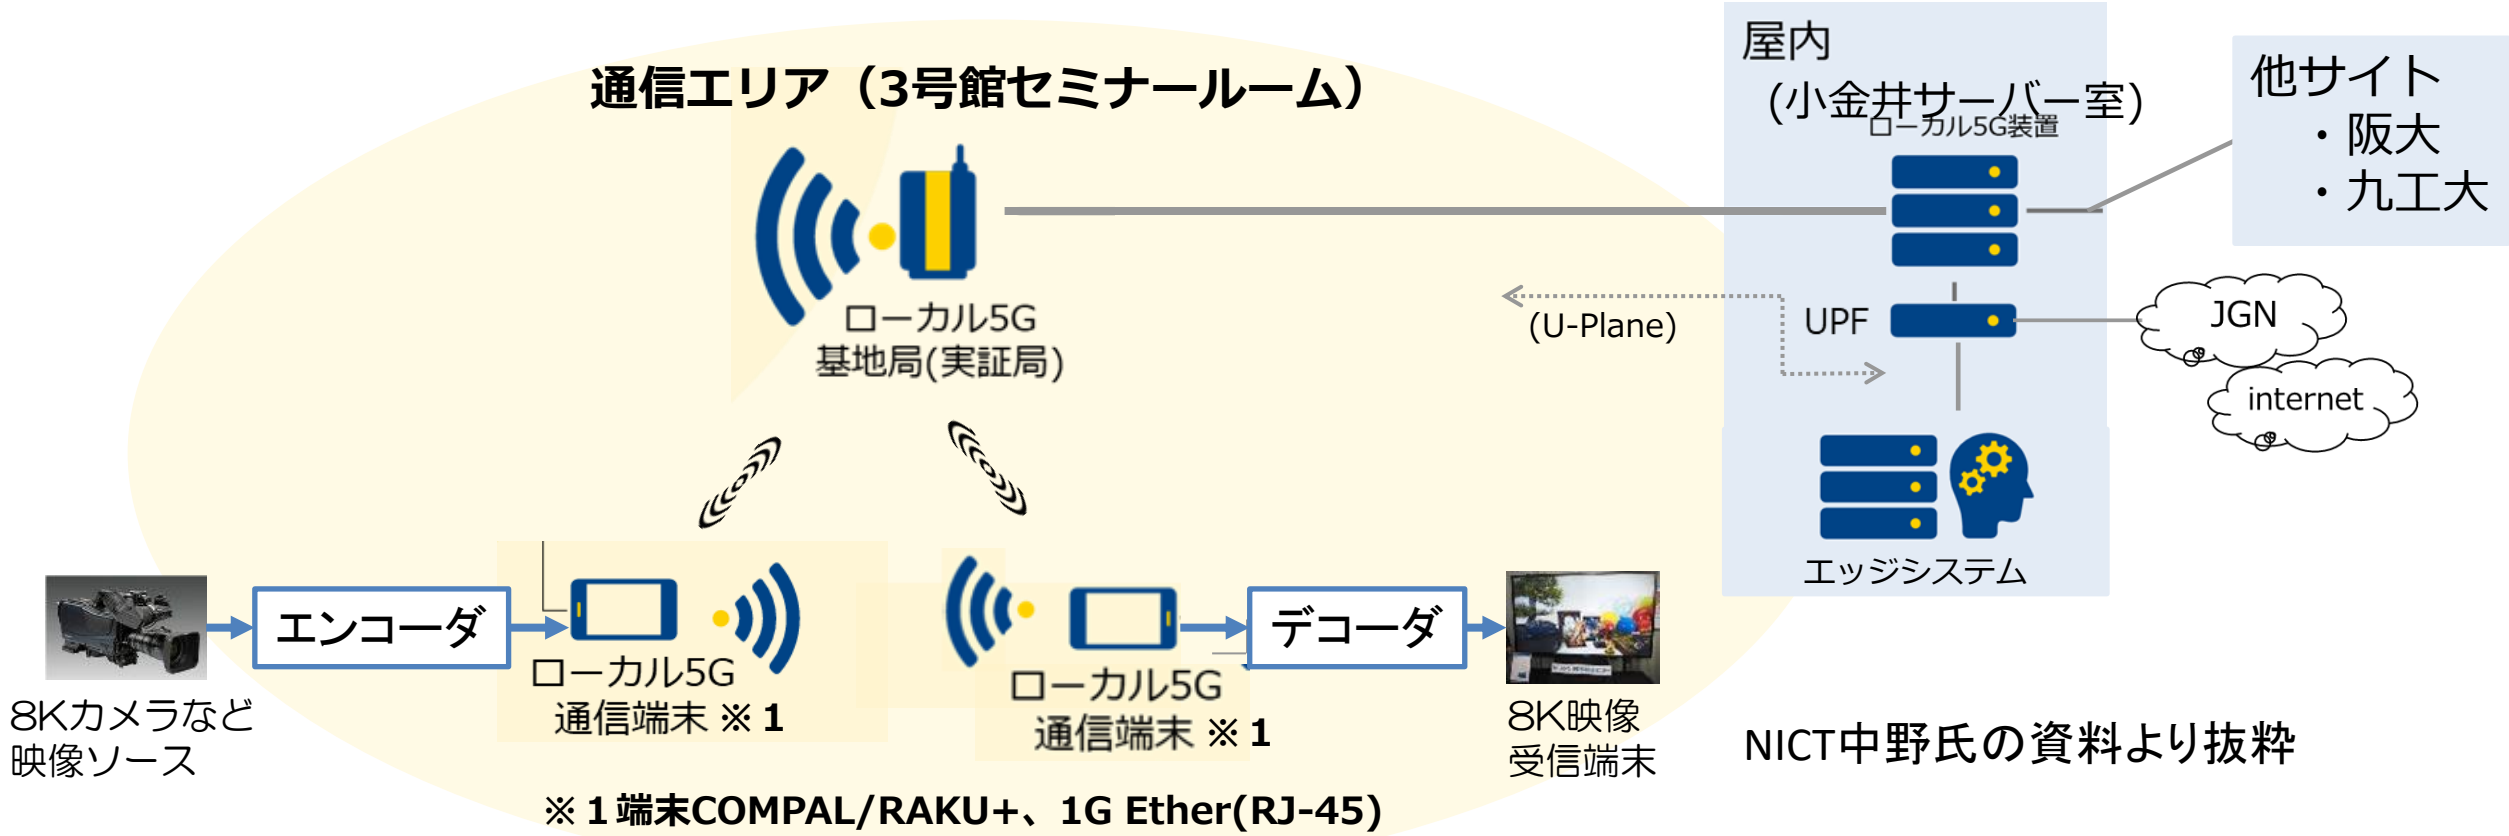 通信エリア（3号館セミナールーム）
屋内
(小金井サーバー室)
ローカル5G装置
他サイト
・阪大
・九工大
ローカル5G
基地局(実証局)
(U-Plane)
UPF
JGN
internet
エッジシステム
エンコーダ
デコーダ
8Kカメラなど
映像ソース
ローカル5G
通信端末 ※1
ローカル5G
通信端末 ※1
8K映像
受信端末
NICT中野氏の資料より抜粋
※１端末COMPAL/RAKU+、1G Ether(RJ-45)